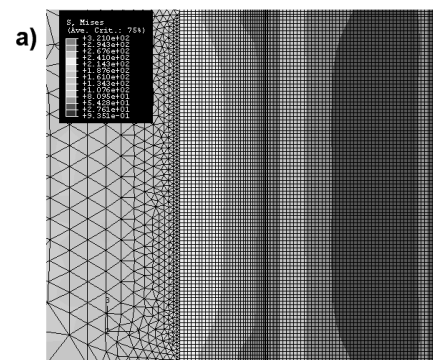 a)
S, Mises
(Ave. Crit.: 75%)
+3.210e+02
+2.943e+02
+2.676e+02
+2.410e+02
+2.143e+02
+1.876e+02
+1.610e+02
+1.343e+02
+1.076e+02
+8.095e+01
+5.428e+01
+2.761e+01
+9.351e-01
3